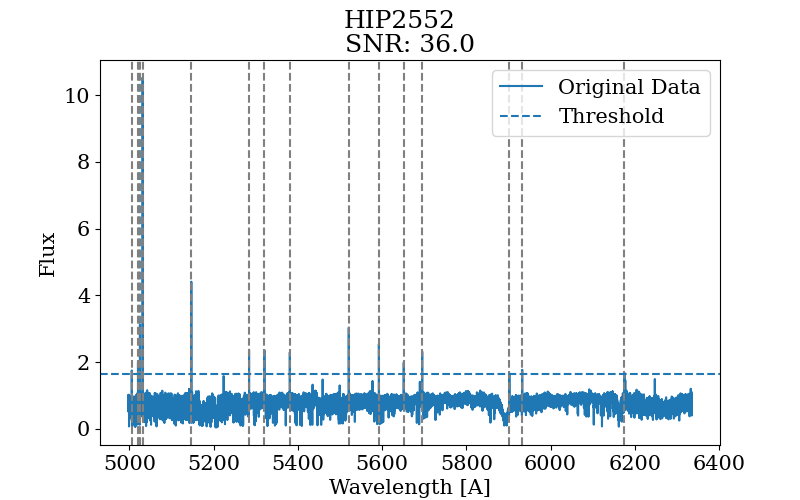 HIP2552
SNR: 36.0
Original Data
Threshold
Flux
10
8
6
4
2
0
5000 5200 5400 5600 5800 6000 6200 6400
Wavelength [A]